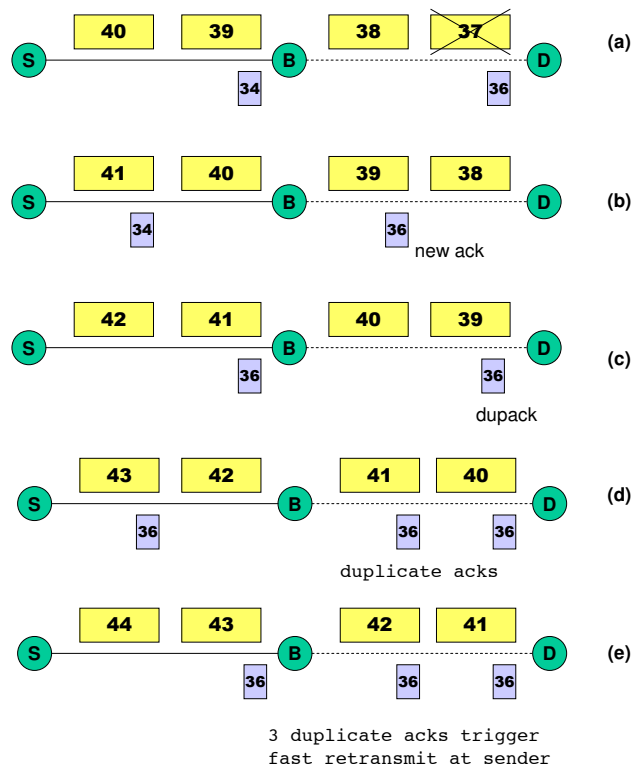 40 39 38 37
S B D (a)
34 36
41 40 39 38
S B D (b)
34 36
new ack
42 41 40 39
S B D (c)
36 36
dupack
43 42 41 40
S B D (d)
36 36 36
duplicate acks
44 43 42 41
S B D (e)
36 36 36
3 duplicate acks trigger
fast retransmit at sender